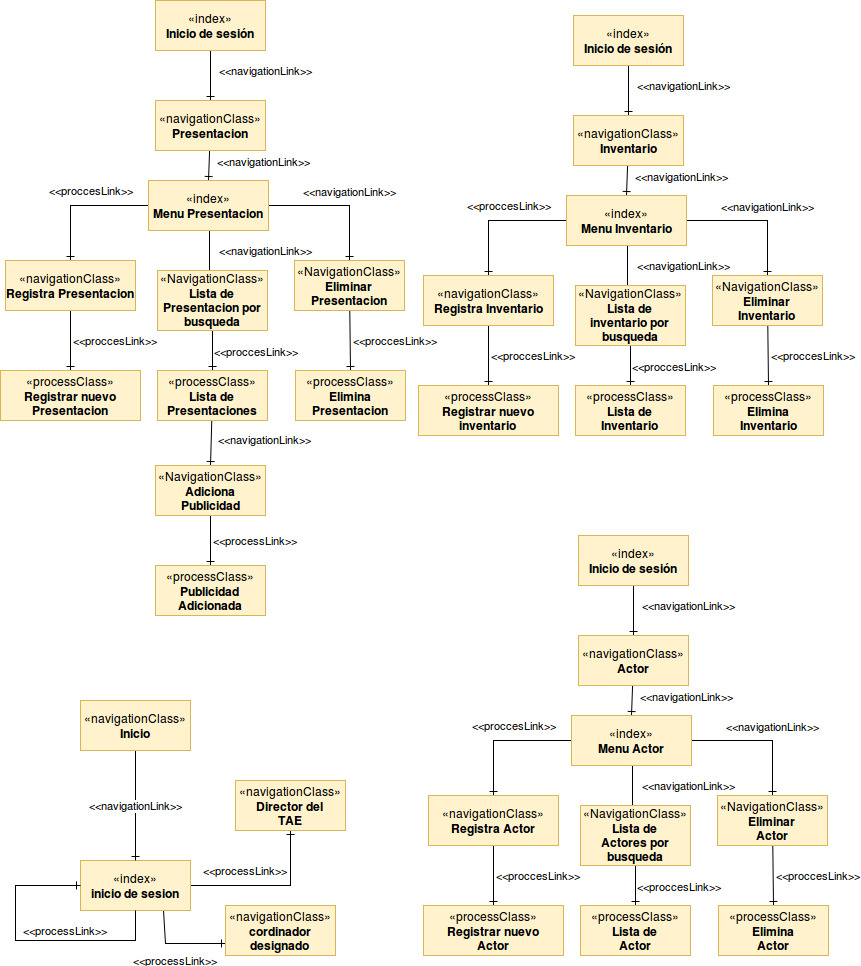 «index»
Inicio de sesión
<<navigationLink>>
«navigationClass»
Presentacion
<<navigationLink>>
«index»
Menu Presentacion
<<proccesLink>>
<<navigationLink>>
<<navigationLink>>
«navigationClass»
Registra Presentacion
«NavigationClass»
Lista de
Presentacion por
busqueda
«NavigationClass»
Eliminar
Presentacion
<<proccesLink>>
<<proccesLink>>
<<proccesLink>>
«processClass»
Registrar nuevo
Presentacion
«processClass»
Lista de
Presentaciones
«processClass»
Elimina
Presentacion
<<navigationLink>>
«NavigationClass»
Adiciona
Publicidad
<<processLink>>
«processClass»
Publicidad
Adicionada
«index»
Inicio de sesión
<<navigationLink>>
«navigationClass»
Inventario
<<navigationLink>>
«index»
Menu Inventario
<<proccesLink>>
<<navigationLink>>
<<navigationLink>>
«navigationClass»
Registra Inventario
«NavigationClass»
Lista de
inventario por
busqueda
«NavigationClass»
Eliminar
Inventario
<<proccesLink>>
<<proccesLink>>
<<proccesLink>>
«processClass»
Registrar nuevo
inventario
«processClass»
Lista de
Inventario
«processClass»
Elimina
Inventario
«navigationClass»
Inicio
<<navigationLink>>
«index»
inicio de sesion
<<processLink>>
«navigationClass»
Director del
TAE
<<processLink>>
«navigationClass»
cordinador
designado
<<processLink>>
«index»
Inicio de sesión
<<navigationLink>>
«navigationClass»
Actor
<<navigationLink>>
«index»
Menu Actor
<<proccesLink>>
<<navigationLink>>
<<navigationLink>>
«navigationClass»
Registra Actor
«NavigationClass»
Lista de
Actores por
busqueda
«NavigationClass»
Eliminar
Actor
<<proccesLink>>
<<proccesLink>>
<<proccesLink>>
«processClass»
Registrar nuevo
Actor
«processClass»
Lista de
Actor
«processClass»
Elimina
Actor